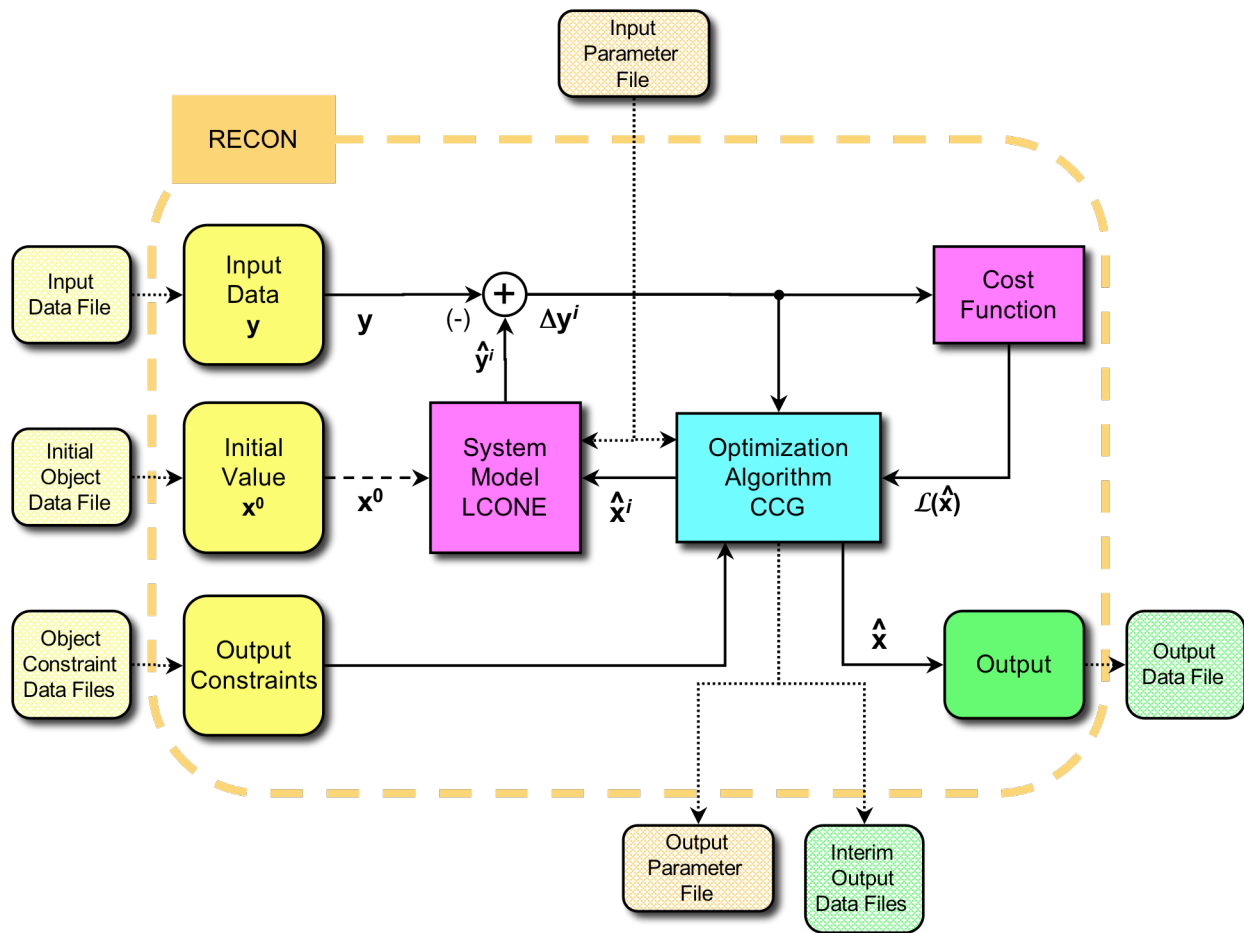 Input
Parameter
File
RECON
Input
Data File
Input
Data
y
y
(-)
+
Δyⁱ
ŷⁱ
Cost
Function
Initial
Object
Data File
Initial
Value
x⁰
x⁰
System
Model
LCONE
x̂ⁱ
Optimization
Algorithm
CCG
ℒ(x̂)
Object
Constraint
Data Files
Output
Constraints
x̂
Output
Output
Data File
Output
Parameter
File
Interim
Output
Data Files